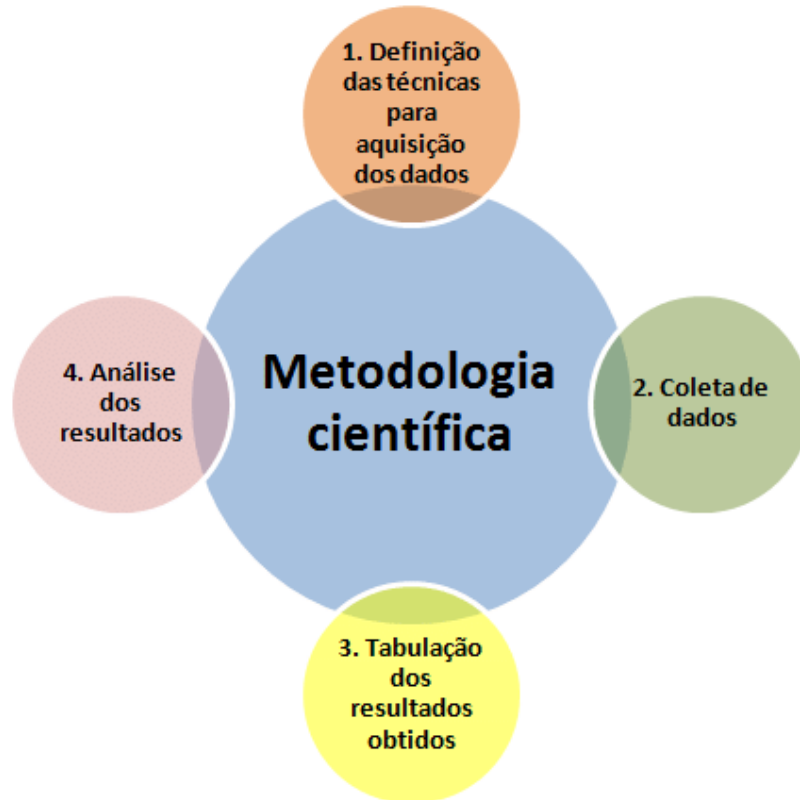 1. Definição
das técnicas
para
aquisição
dos dados
Metodologia
científica
2. Coleta de
dados
3. Tabulação
dos
resultados
obtidos
4. Análise
dos
resultados